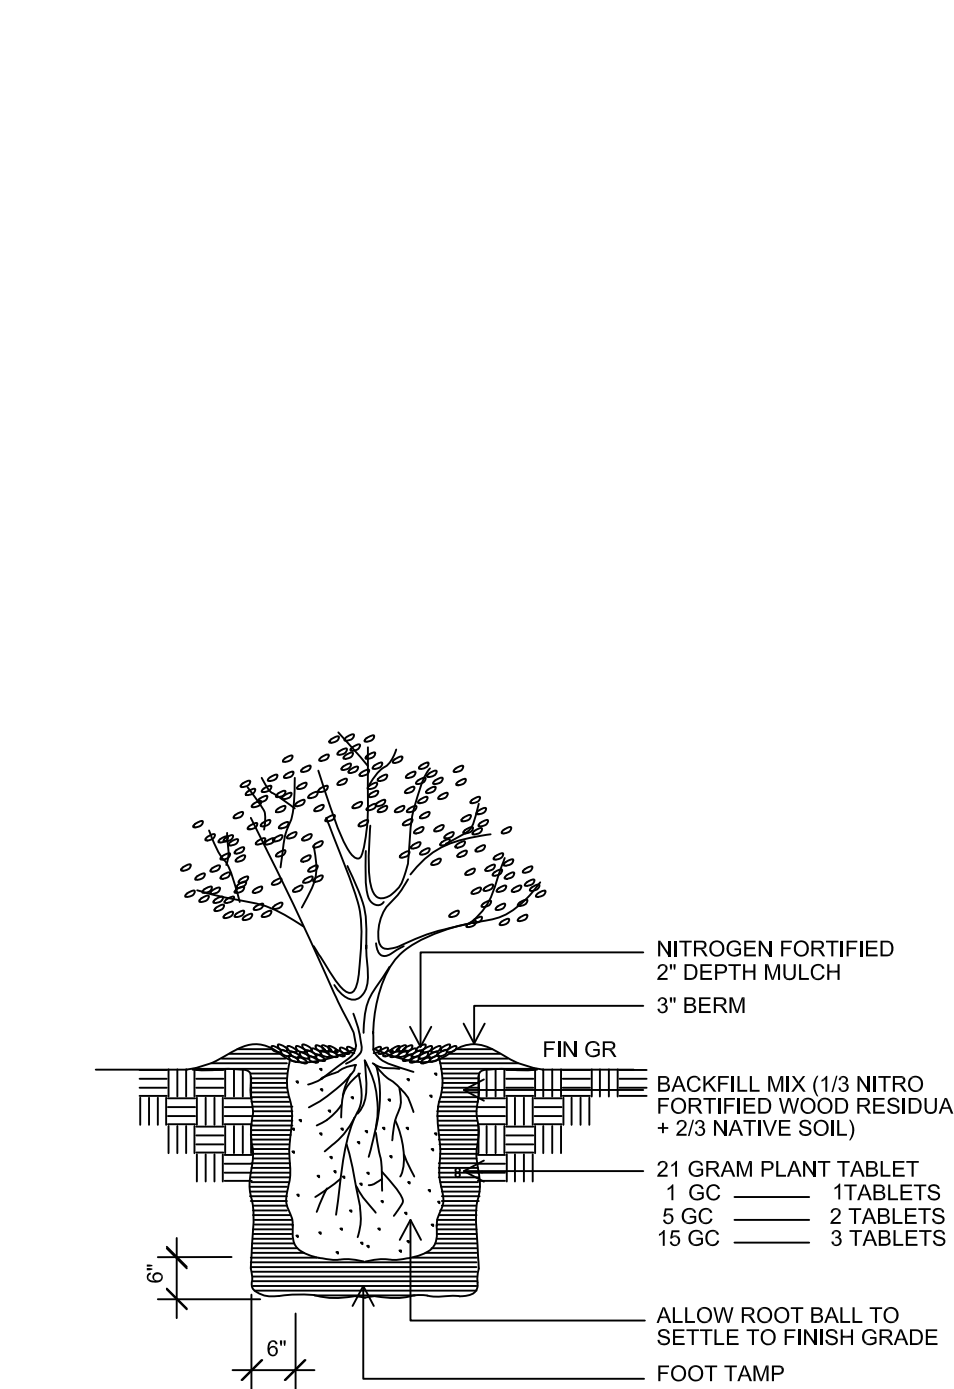 NITROGEN FORTIFIED
2" DEPTH MULCH
3" BERM
FIN GR
BACKFILL MIX (1/3 NITRO
FORTIFIED WOOD RESIDUA
+ 2/3 NATIVE SOIL)
21 GRAM PLANT TABLET
1 GC 1TABLETS
5 GC 2 TABLETS
15 GC 3 TABLETS
6"
ALLOW ROOT BALL TO
SETTLE TO FINISH GRADE
6"
FOOT TAMP